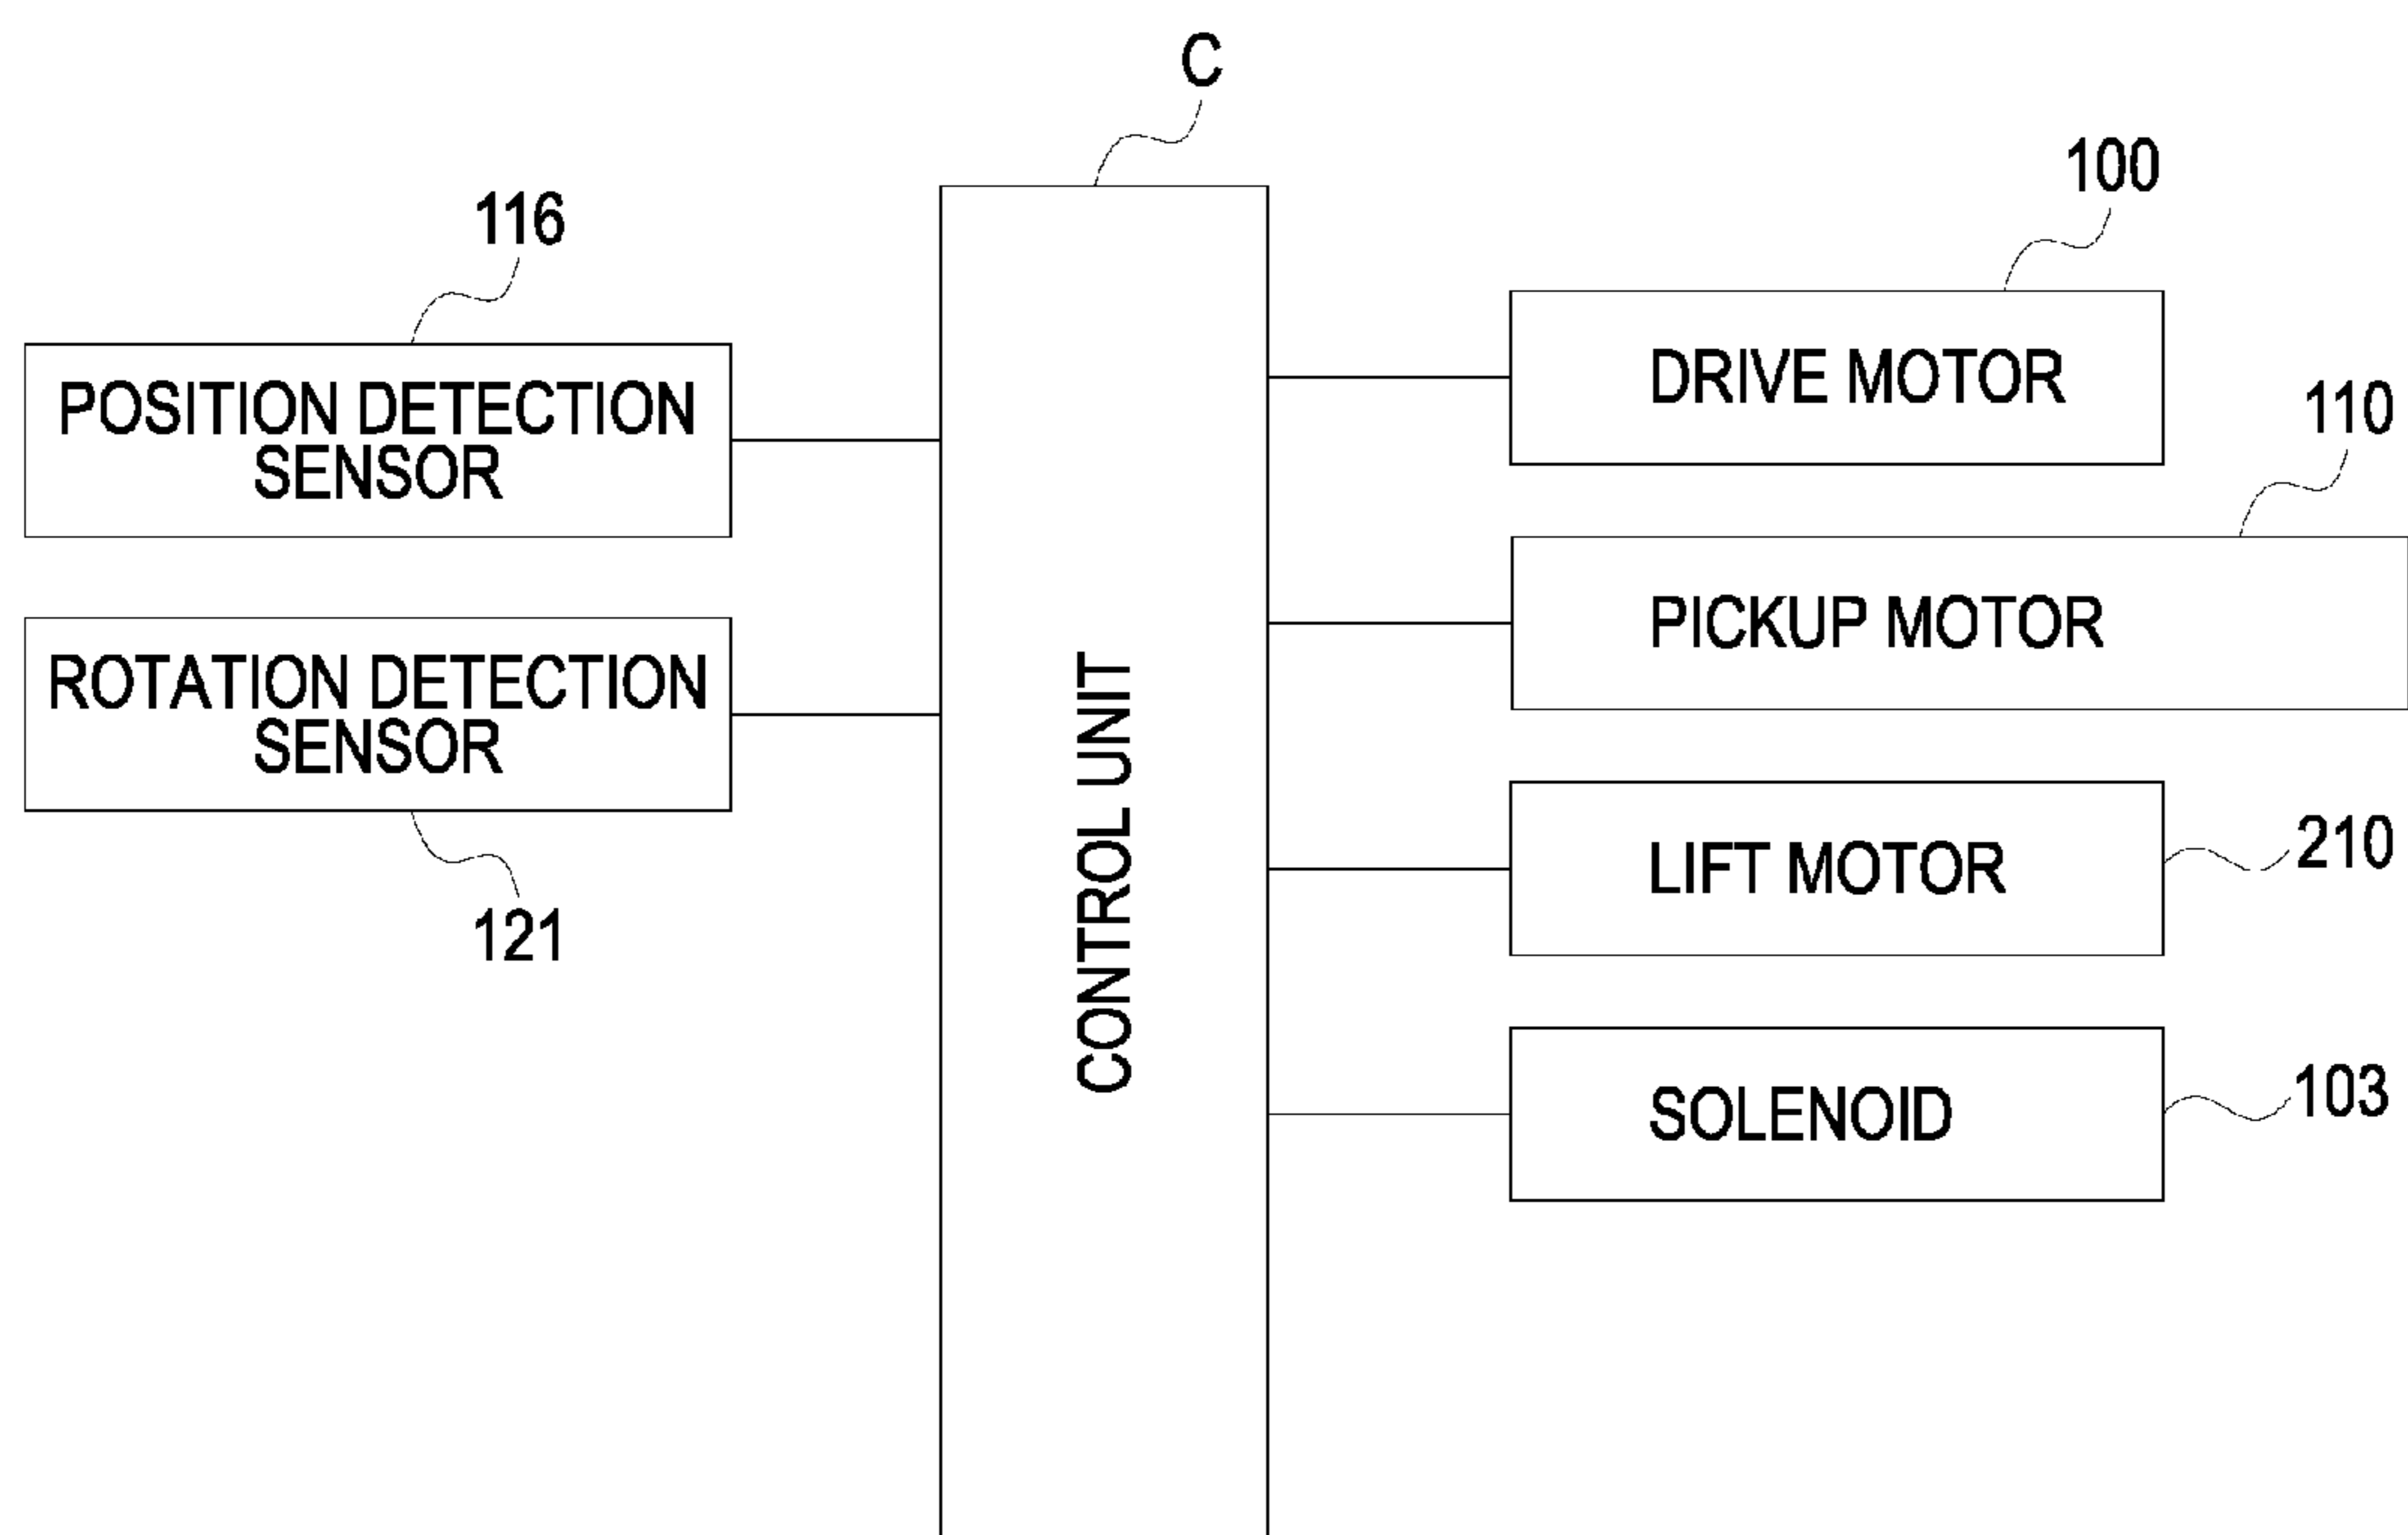 C
116
POSITION DETECTION
SENSOR
ROTATION DETECTION
SENSOR
121
CONTROL UNIT
100
DRIVE MOTOR
110
PICKUP MOTOR
LIFT MOTOR
210
SOLENOID
103